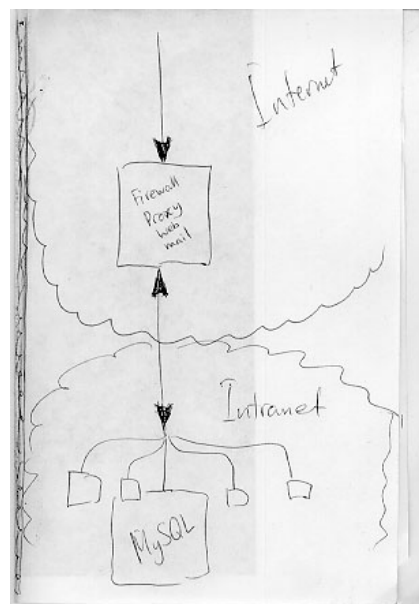 Internet
Firewall
Proxy
Web
mail
Intranet
MySQL